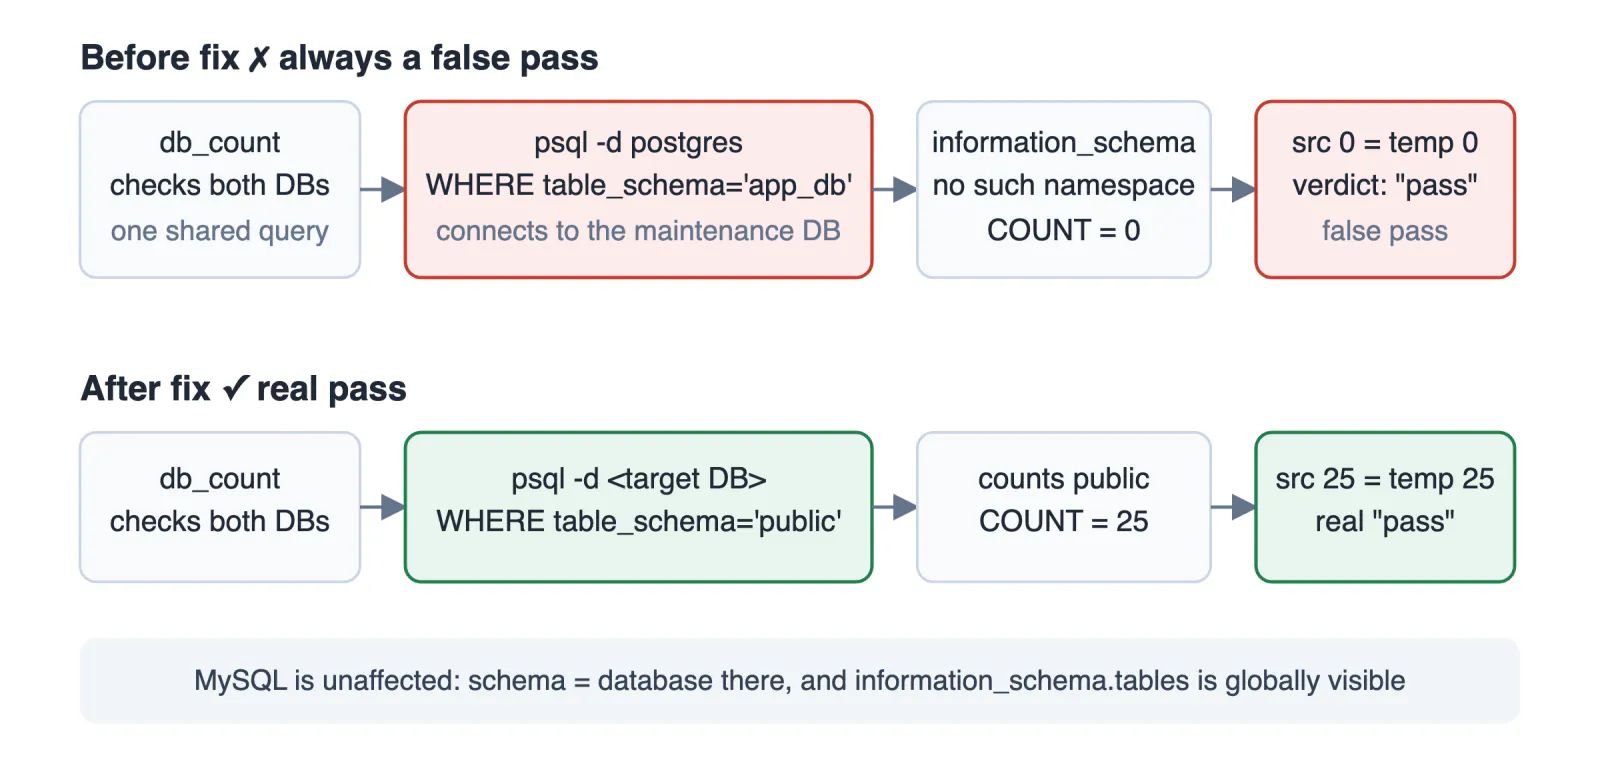 Before fix ✗ always a false pass
db_count
checks both DBs
one shared query
psql -d postgres
WHERE table_schema='app_db'
connects to the maintenance DB
information_schema
no such namespace
COUNT = 0
src 0 = temp 0
verdict: "pass"
false pass
After fix ✓ real pass
db_count
checks both DBs
psql -d <target DB>
WHERE table_schema='public'
counts public
COUNT = 25
src 25 = temp 25
real "pass"
MySQL is unaffected: schema = database there, and information_schema.tables is globally visible